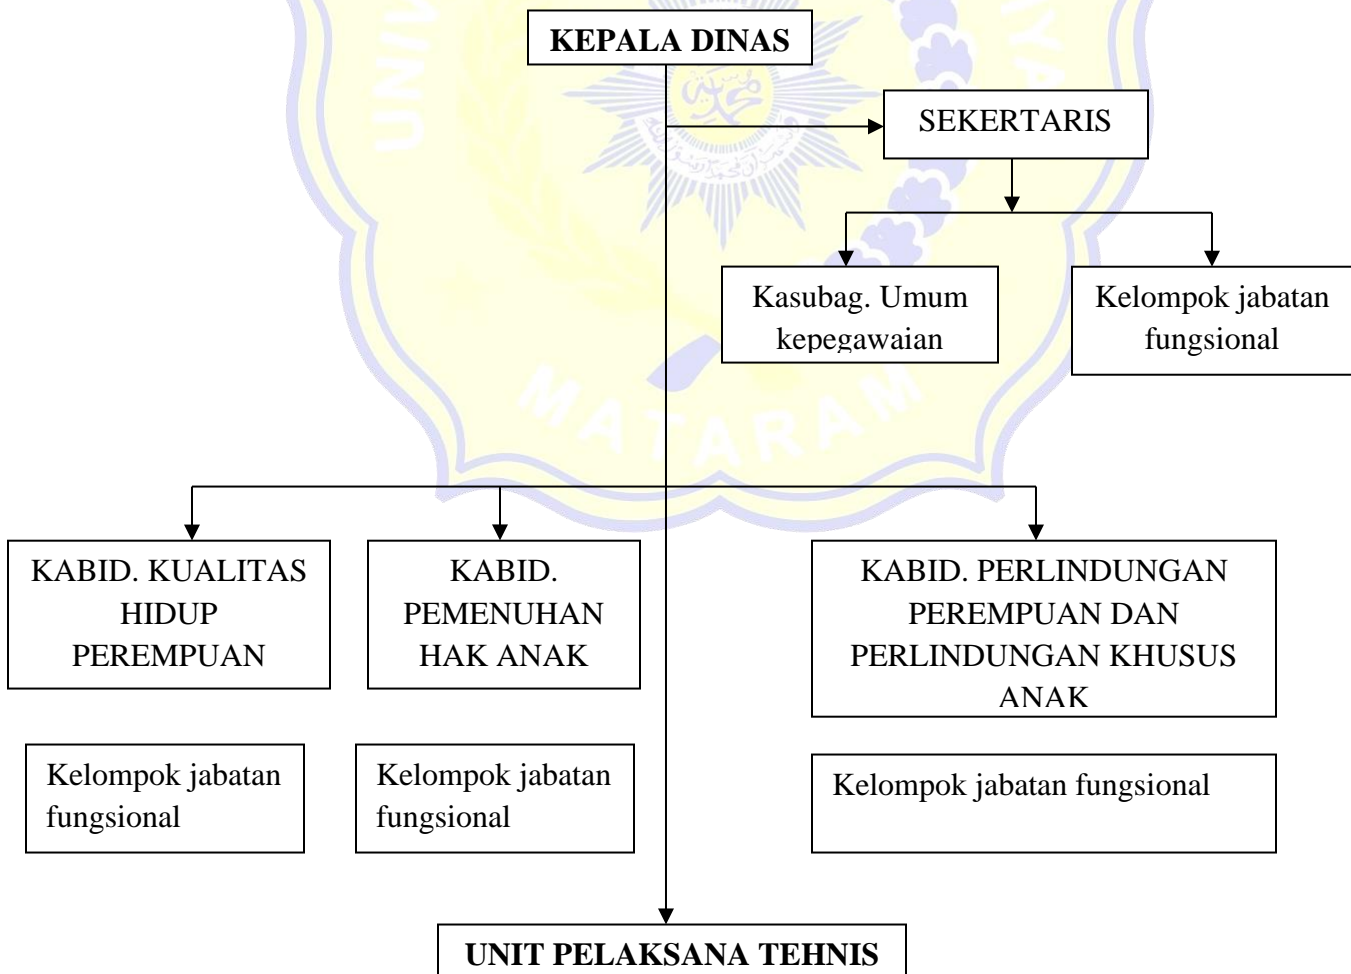 KEPALA DINAS
SEKERTARIS
Kasubag. Umum
kepegawaian
Kelompok jabatan
fungsional
MATARAM
KABID. KUALITAS
HIDUP
PEREMPUAN
KABID.
PEMENUHAN
HAK ANAK
KABID. PERLINDUNGAN
PEREMPUAN DAN
PERLINDUNGAN KHUSUS
ANAK
Kelompok jabatan
fungsional
Kelompok jabatan
fungsional
Kelompok jabatan fungsional
UNIT PELAKSANA TEHNIS